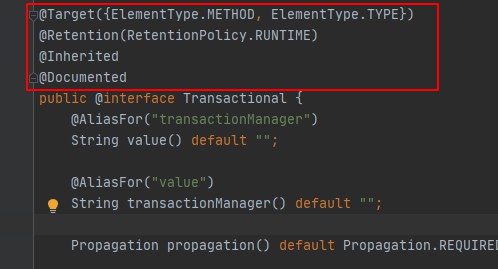 @Target({ElementType.METHOD, ElementType.TYPE})
@Retention(RetentionPolicy.RUNTIME)
@Inherited
@Documented
public @interface Transactional {
    @AliasFor("transactionManager")
    String value() default "";
    @AliasFor("value")
    String transactionManager() default "";
    Propagation propagation() default Propagation.REQUIRED